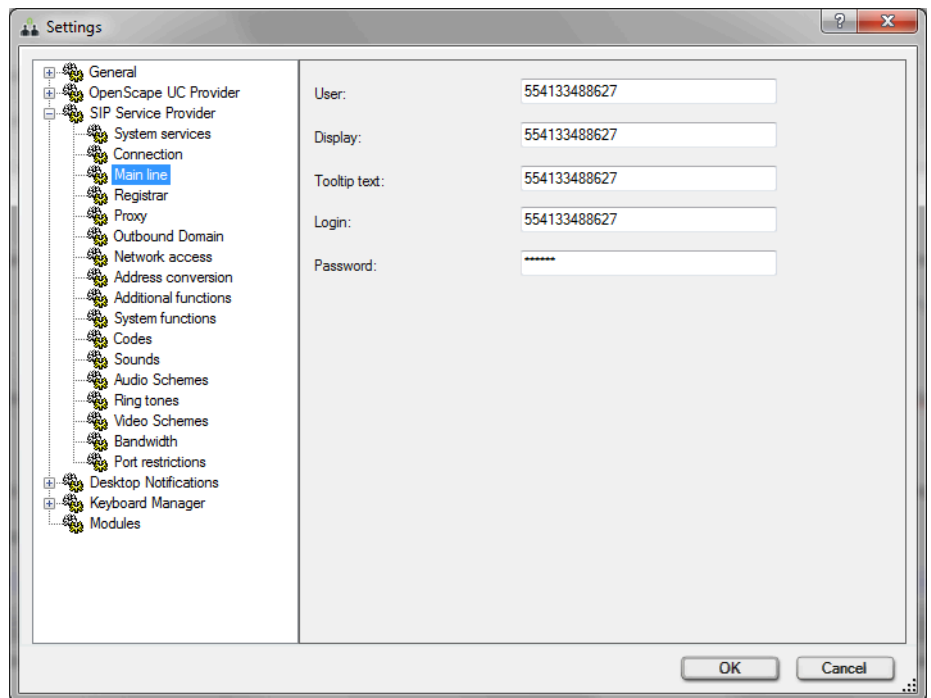 Settings
General
OpenScape UC Provider
SIP Service Provider
System services
Connection
Main line
Registrar
Proxy
Outbound Domain
Network access
Address conversion
Additional functions
System functions
Codes
Sounds
Audio Schemes
Ring tones
Video Schemes
Bandwidth
Port restrictions
Desktop Notifications
Keyboard Manager
Modules
User: 554133488627
Display: 554133488627
Tooltip text: 554133488627
Login: 554133488627
Password: ******
OK Cancel